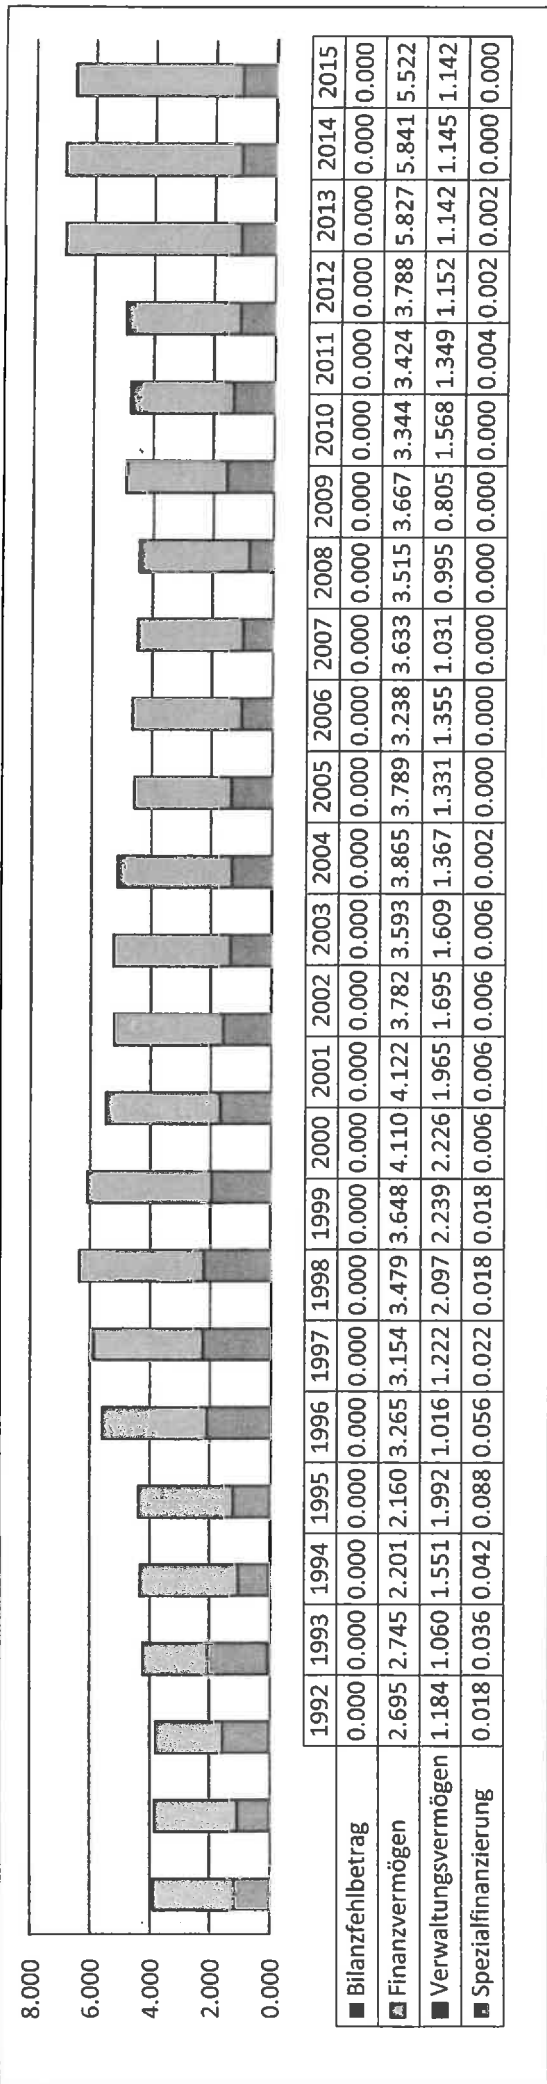 8.000
6.000
4.000
2.000
0.000
1992 1993 1994 1995 1996 1997 1998 1999 2000 2001 2002 2003 2004 2005 2006 2007 2008 2009 2010 2011 2012 2013 2014 2015
Bilanzfehlbetrag 0.000 0.000 0.000 0.000 0.000 0.000 0.000 0.000 0.000 0.000 0.000 0.000 0.000 0.000 0.000 0.000 0.000 0.000 0.000 0.000 0.000 0.000 0.000 0.000
Finanzvermögen 2.695 2.745 2.201 2.160 3.265 3.154 3.479 3.648 4.110 4.122 3.782 3.593 3.865 3.789 3.238 3.633 3.515 3.667 3.344 3.424 3.788 5.827 5.841 5.522
Verwaltungsvermögen 1.184 1.060 1.551 1.992 1.016 1.222 2.097 2.239 2.226 1.965 1.695 1.609 1.367 1.331 1.355 1.031 0.995 0.805 1.568 1.349 1.152 1.142 1.145 1.142
Spezialfinanzierung 0.018 0.036 0.042 0.088 0.056 0.022 0.018 0.018 0.006 0.006 0.006 0.006 0.002 0.000 0.000 0.000 0.000 0.000 0.000 0.004 0.002 0.002 0.000 0.000